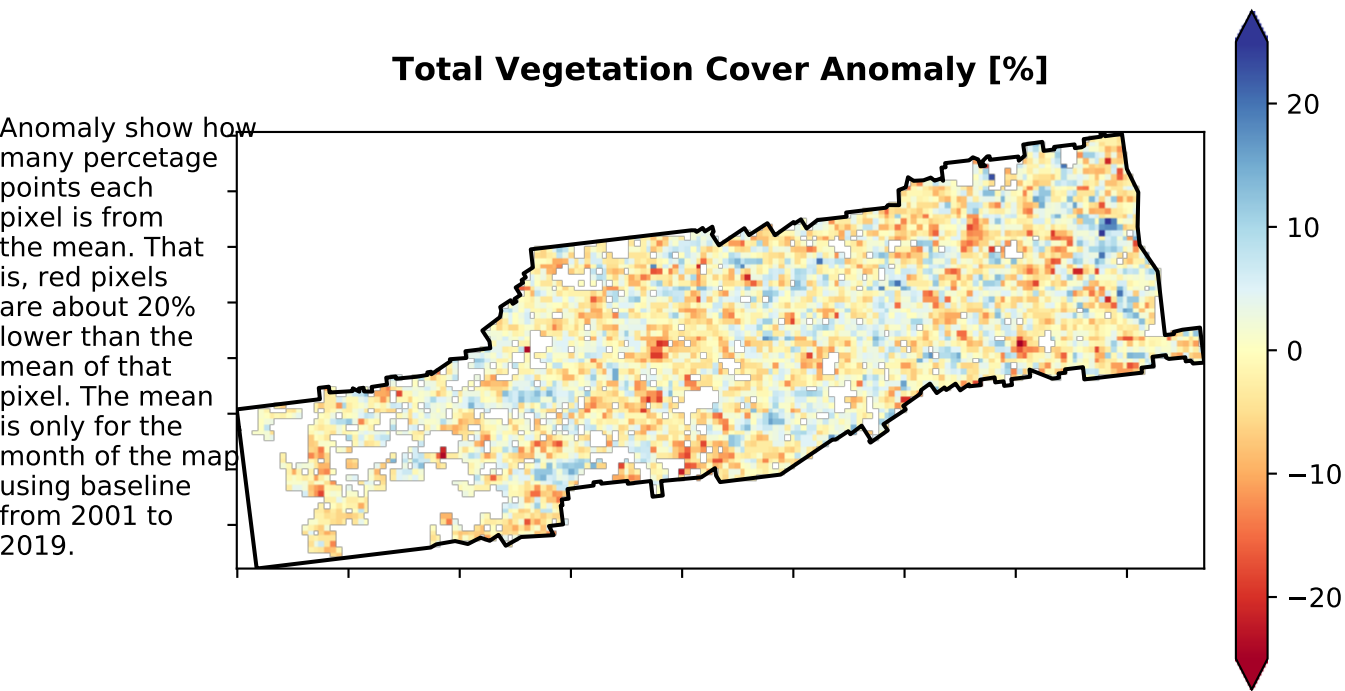 Total Vegetation Cover Anomaly [%]
Anomaly show how
many percetage
points each
pixel is from
the mean. That
is, red pixels
are about 20%
lower than the
mean of that
pixel. The mean
is only for the
month of the map
using baseline
from 2001 to
2019.
20
10
0
−10
−20